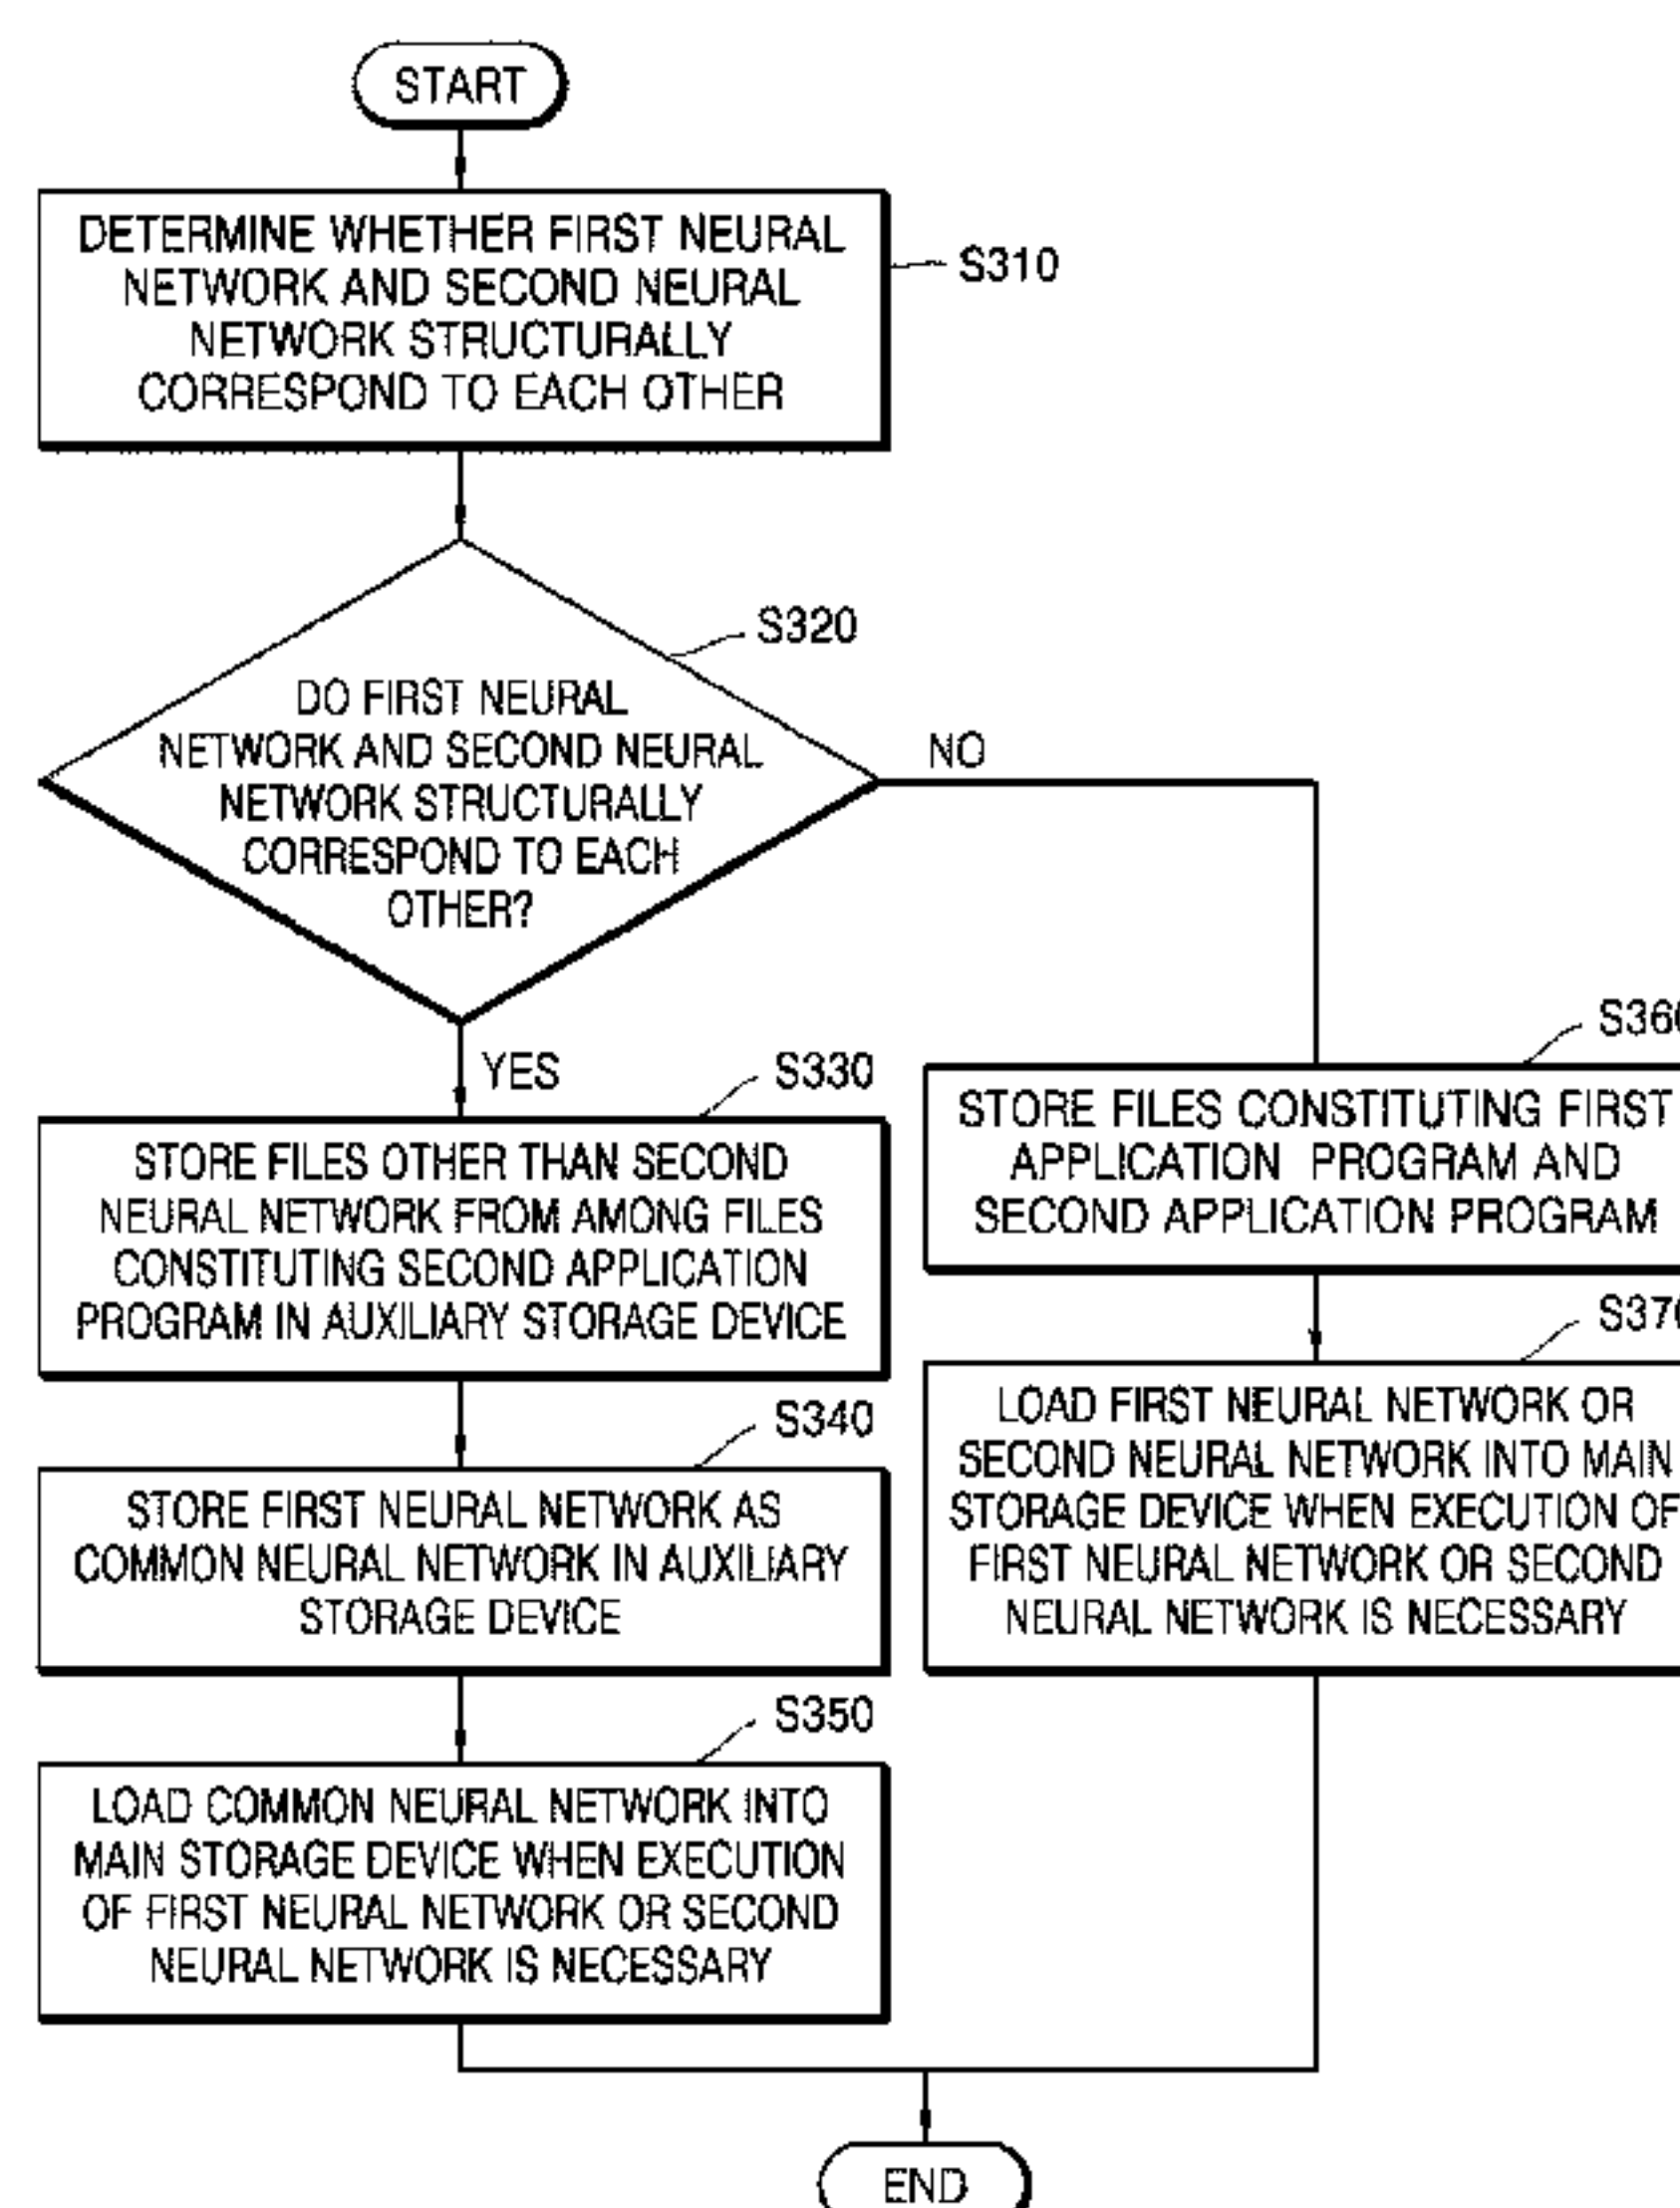 START
DETERMINE WHETHER FIRST NEURAL
NETWORK AND SECOND NEURAL
NETWORK STRUCTURALLY
CORRESPOND TO EACH OTHER
S310
S320
DO FIRST NEURAL
NETWORK AND SECOND NEURAL
NETWORK STRUCTURALLY
CORRESPOND TO EACH
OTHER?
NO
YES
S330
STORE FILES OTHER THAN SECOND
NEURAL NETWORK FROM AMONG FILES
CONSTITUTING SECOND APPLICATION
PROGRAM IN AUXILIARY STORAGE DEVICE
S340
STORE FIRST NEURAL NETWORK AS
COMMON NEURAL NETWORK IN AUXILIARY
STORAGE DEVICE
S350
LOAD COMMON NEURAL NETWORK INTO
MAIN STORAGE DEVICE WHEN EXECUTION
OF FIRST NEURAL NETWORK OR SECOND
NEURAL NETWORK IS NECESSARY
S360
STORE FILES CONSTITUTING FIRST
APPLICATION PROGRAM AND
SECOND APPLICATION PROGRAM
S370
LOAD FIRST NEURAL NETWORK OR
SECOND NEURAL NETWORK INTO MAIN
STORAGE DEVICE WHEN EXECUTION OF
FIRST NEURAL NETWORK OR SECOND
NEURAL NETWORK IS NECESSARY
END